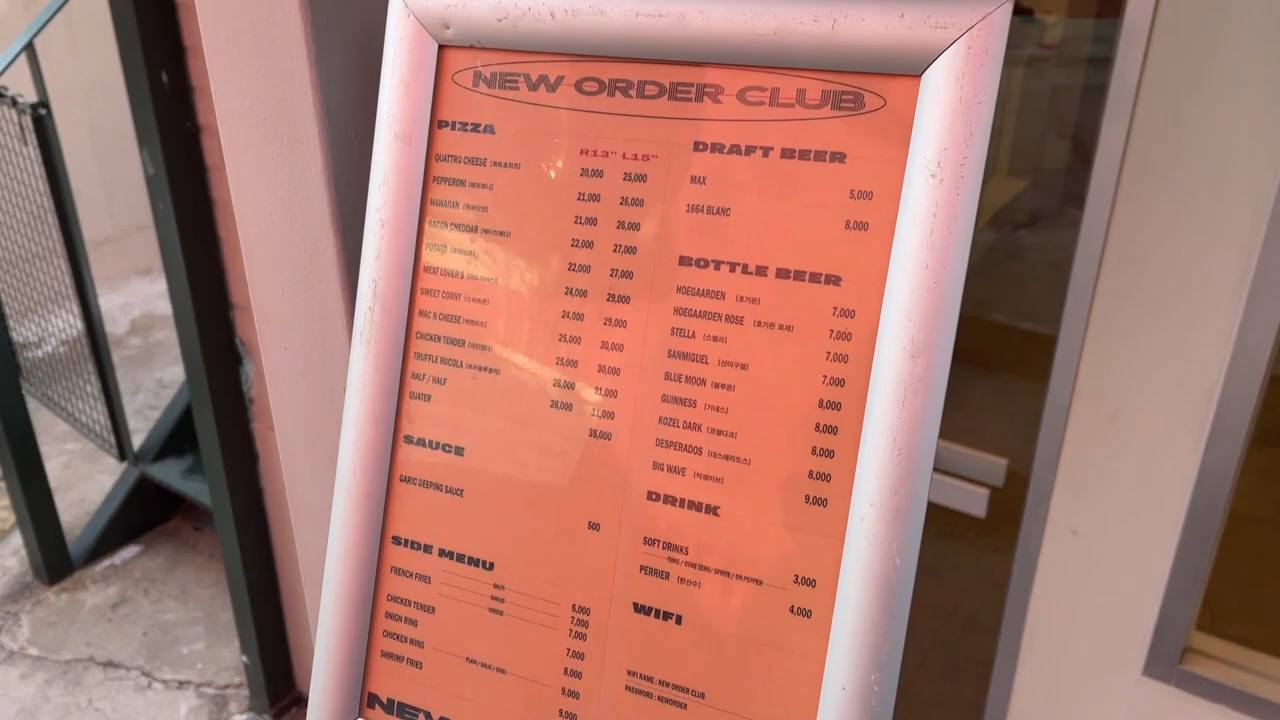 NEW ORDER CLUB
PIZZA
R13" L15"
QUATTRO CHEESE 20,000 25,000
PEPPERONI 21,000 26,000
HAWAIIAN 21,000 26,000
BACON CHEDDAR 22,000 27,000
POTATO 22,000 27,000
MEAT LOVER'S 24,000 29,000
SWEET CORNT 24,000 29,000
MAC N CHEESE 25,000 30,000
CHICKEN TENDER 25,000 30,000
TRUFFLE RUCOLA 26,000 31,000
HALF / HALF 26,000 31,000
QUATER 35,000
SAUCE
GARIC DEEPING SAUCE
500
SIDE MENU
FRENCH FRIES SALTY 6,000
GARLIC 7,000
CHEESE 7,000
CHICKEN TENDER 7,000
ONION RING 8,000
CHICKEN WING PLAIN / GALIC / CHILI 9,000
SHIRIMP FRIES 9,000
NEW
DRAFT BEER
MAX 5,000
1664 BLANC 8,000
BOTTLE BEER
HOEGAARDEN [호가든] 7,000
HOEGAARDEN ROSE [호가든 로제] 7,000
STELLA [스텔라] 7,000
SANMIGUEL [산미구엘] 7,000
BLUE MOON [블루문] 8,000
GUINNESS [기네스] 8,000
KOZEL DARK [코젤다크] 8,000
DESPERADOS [데스페라도스] 8,000
BIG WAVE [빅웨이브] 9,000
DRINK
SOFT DRINKS
COKE / COKE ZERO / SPRITE / DR.PEPPER 3,000
PERRIER [탄산수] 4,000
WIFI
WIFI NAME : NEW ORDER CLUB
PASSWORD : NEWORDER